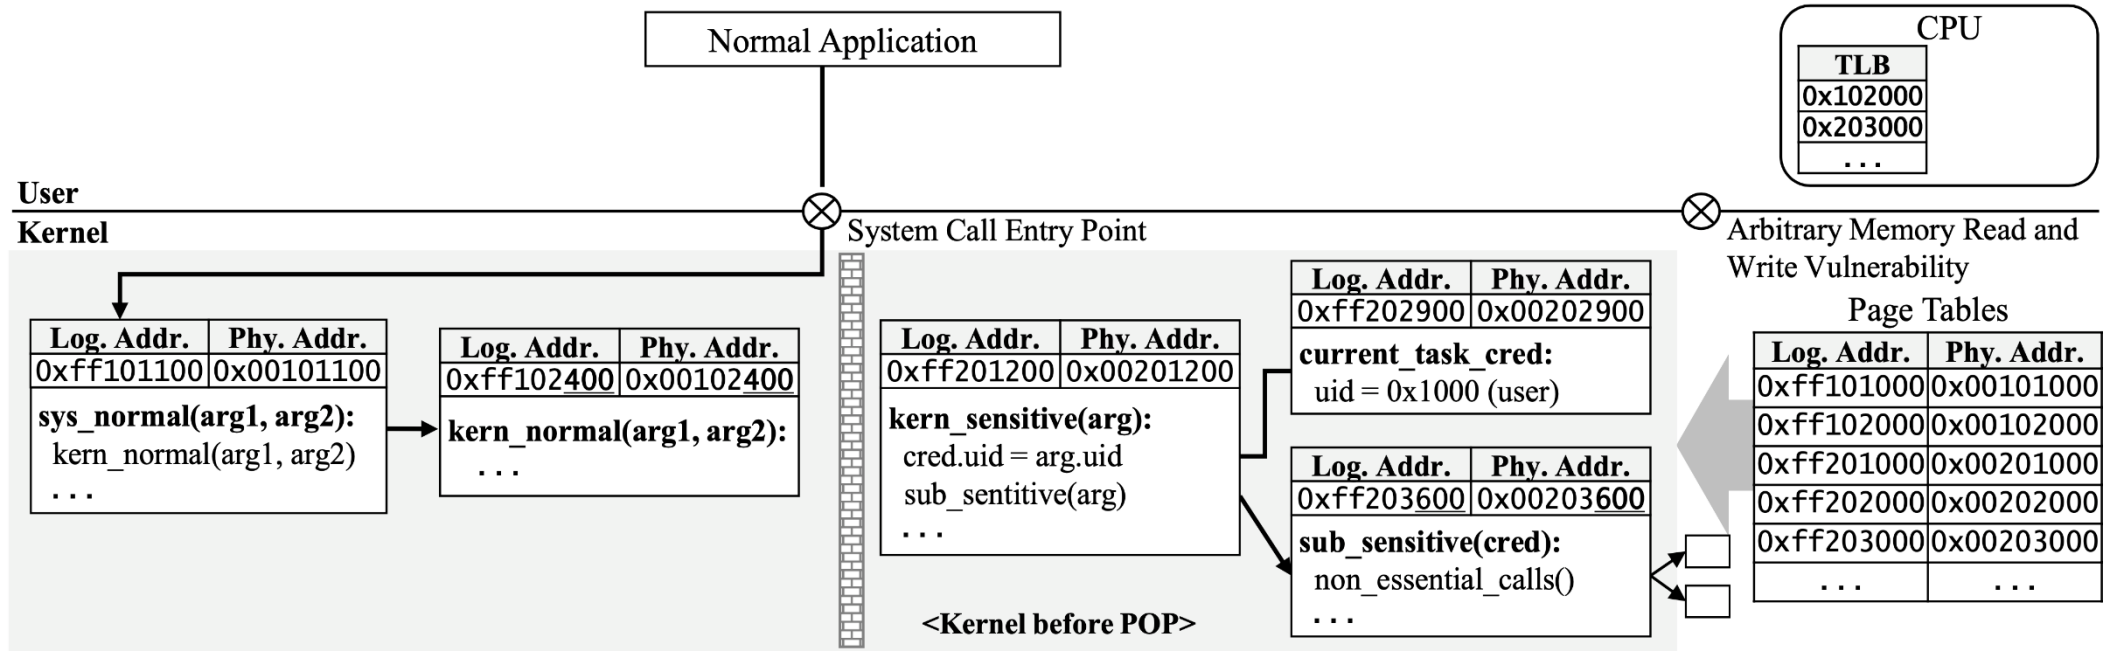 Normal Application
CPU
TLB
0x102000
0x203000
...
User
Kernel
System Call Entry Point
Arbitrary Memory Read and
Write Vulnerability
Log. Addr. Phy. Addr.
0xff101100 0x00101100
sys_normal(arg1, arg2):
kern_normal(arg1, arg2)
...
Log. Addr. Phy. Addr.
0xff102400 0x00102400
kern_normal(arg1, arg2):
...
Log. Addr. Phy. Addr.
0xff201200 0x00201200
kern_sensitive(arg):
cred.uid = arg.uid
sub_sentitive(arg)
...
Log. Addr. Phy. Addr.
0xff202900 0x00202900
current_task_cred:
uid = 0x1000 (user)
Log. Addr. Phy. Addr.
0xff203600 0x00203600
sub_sensitive(cred):
non_essential_calls()
...
<Kernel before POP>
Page Tables
Log. Addr. Phy. Addr.
0xff101000 0x00101000
0xff102000 0x00102000
0xff201000 0x00201000
0xff202000 0x00202000
0xff203000 0x00203000
... ...